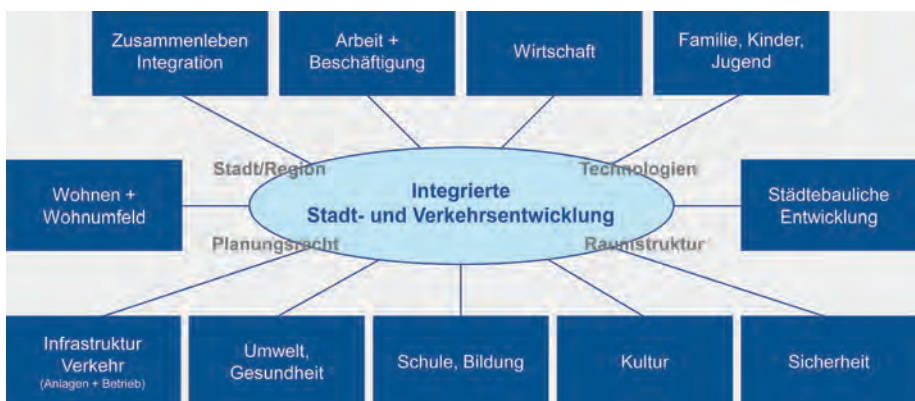 Zusammenleben
Integration
Arbeit +
Beschäftigung
Wirtschaft
Familie, Kinder,
Jugend
Wohnen +
Wohnumfeld
Stadt/Region
Technologien
Integrierte
Stadt- und Verkehrsentwicklung
Planungsrecht
Raumstruktur
Städtebauliche
Entwicklung
Infrastruktur
Verkehr
(Anlagen + Betrieb)
Umwelt,
Gesundheit
Schule, Bildung
Kultur
Sicherheit